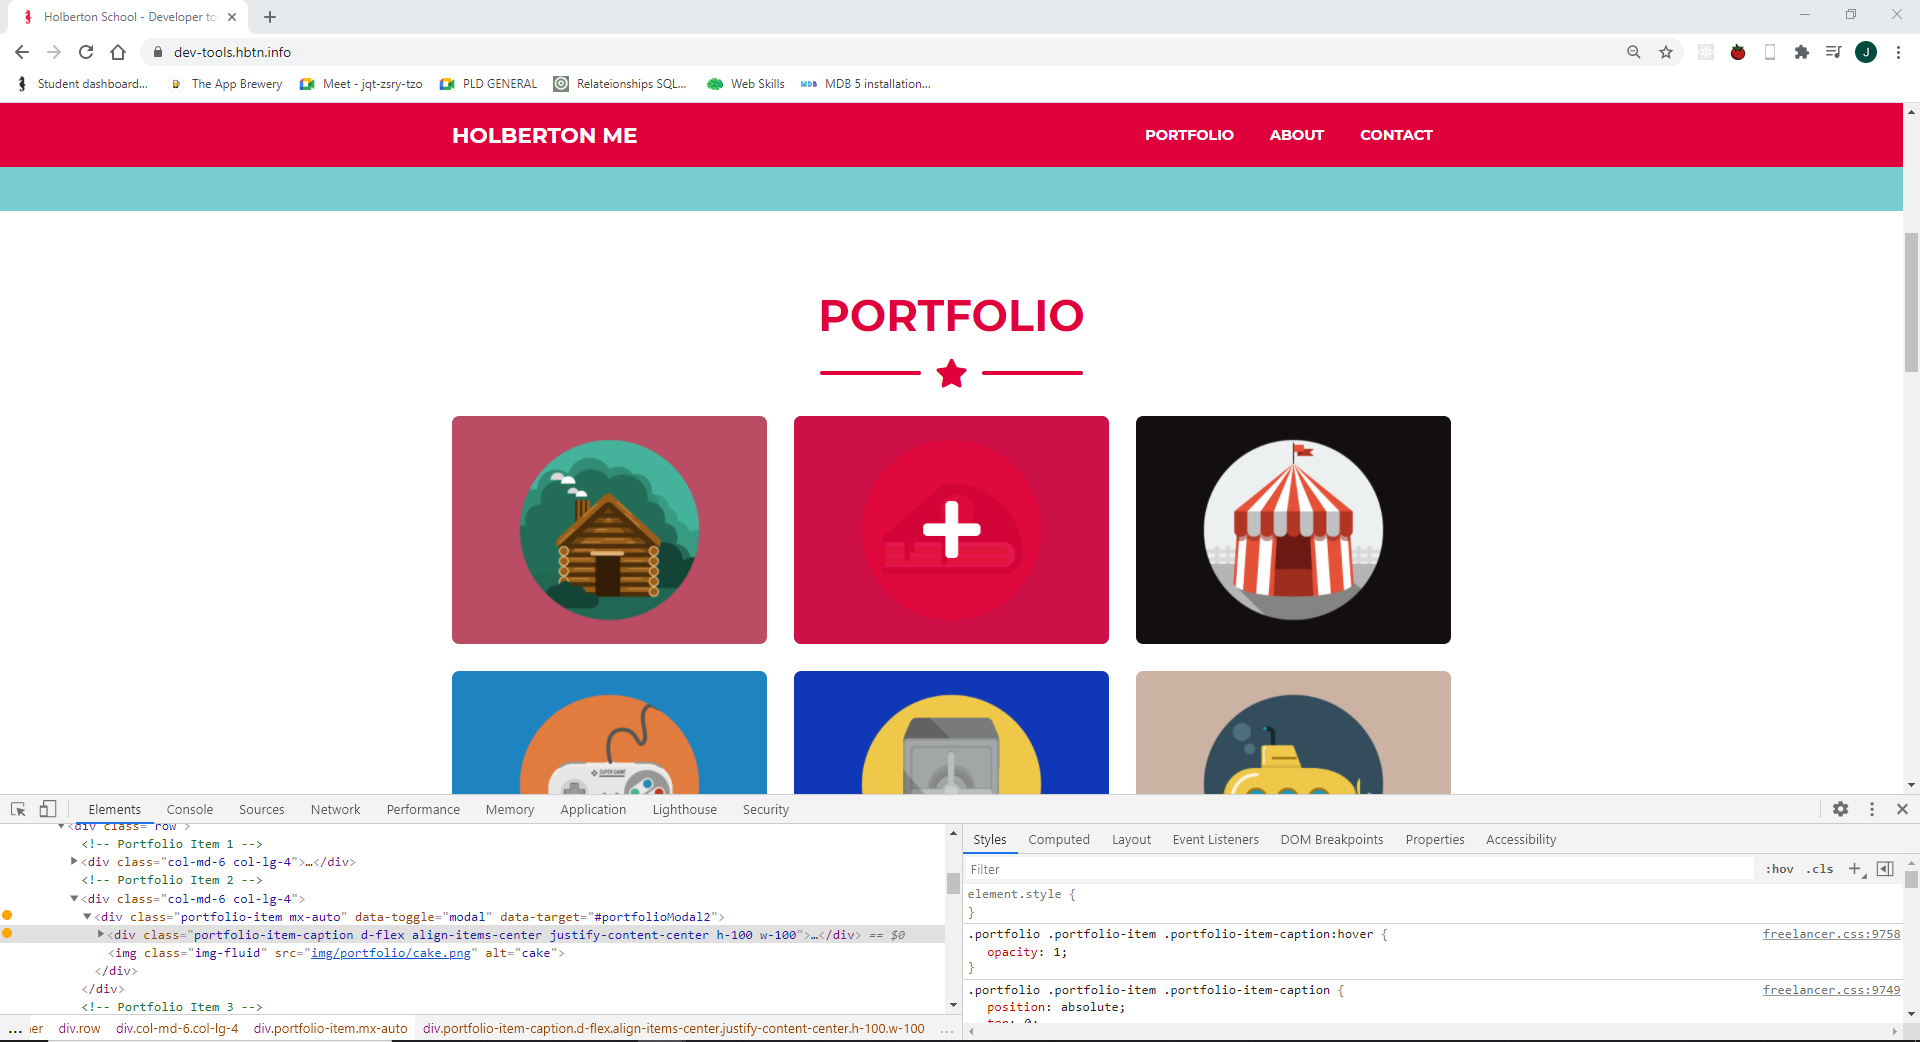 Holberton School - Developer to
dev-tools.hbtn.info
J
Student dashboard...
The App Brewery
Meet - jqt-zsry-tzo
PLD GENERAL
Relateionships SQL...
Web Skills
MDB
MDB 5 installation...
HOLBERTON ME
PORTFOLIO
ABOUT
CONTACT
PORTFOLIO
SUPER GAME
Elements
Console
Sources
Network
Performance
Memory
Application
Lighthouse
Security
<div class="row">
<!-- Portfolio Item 1 -->
<div class="col-md-6 col-lg-4">…</div>
<!-- Portfolio Item 2 -->
<div class="col-md-6 col-lg-4">
<div class="portfolio-item mx-auto" data-toggle="modal" data-target="#portfolioModal2">
<div class="portfolio-item-caption d-flex align-items-center justify-content-center h-100 w-100">…</div> == $0
<img class="img-fluid" src="img/portfolio/cake.png" alt="cake">
</div>
</div>
<!-- Portfolio Item 3 -->
... ner div.row div.col-md-6.col-lg-4 div.portfolio-item.mx-auto div.portfolio-item-caption.d-flex.align-items-center.justify-content-center.h-100.w-100 ...
Styles
Computed
Layout
Event Listeners
DOM Breakpoints
Properties
Accessibility
Filter
:hov .cls
element.style {
}
.portfolio .portfolio-item .portfolio-item-caption:hover {
freelancer.css:9758
opacity: 1;
}
.portfolio .portfolio-item .portfolio-item-caption {
freelancer.css:9749
position: absolute;
top: 0;